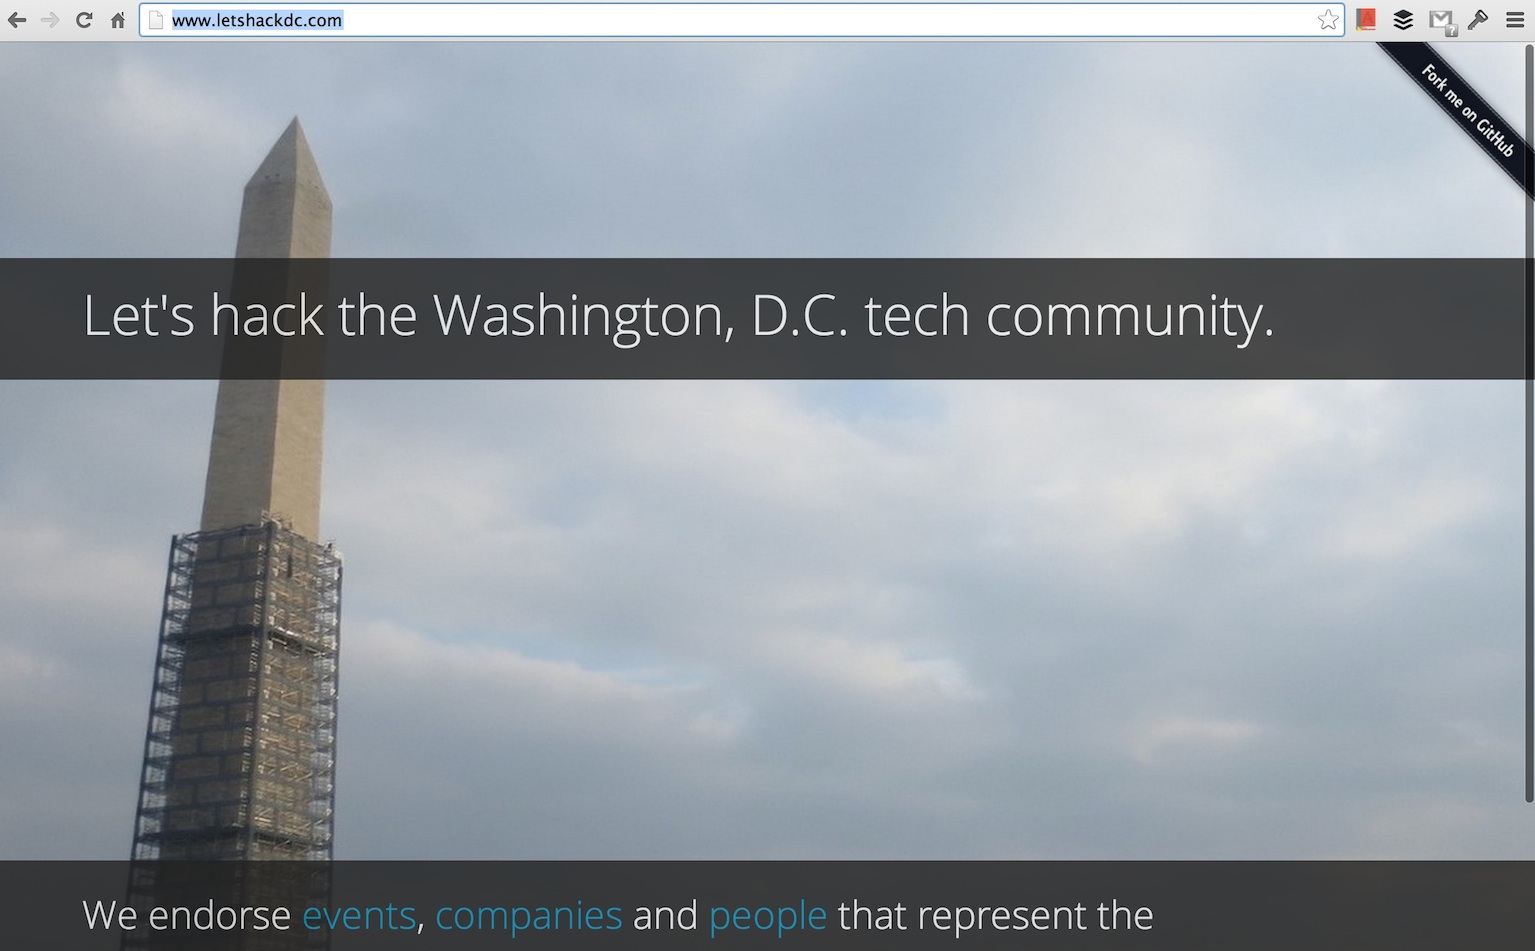 www.letshackdc.com
Fork me on GitHub
Let's hack the Washington, D.C. tech community.
We endorse events, companies and people that represent the